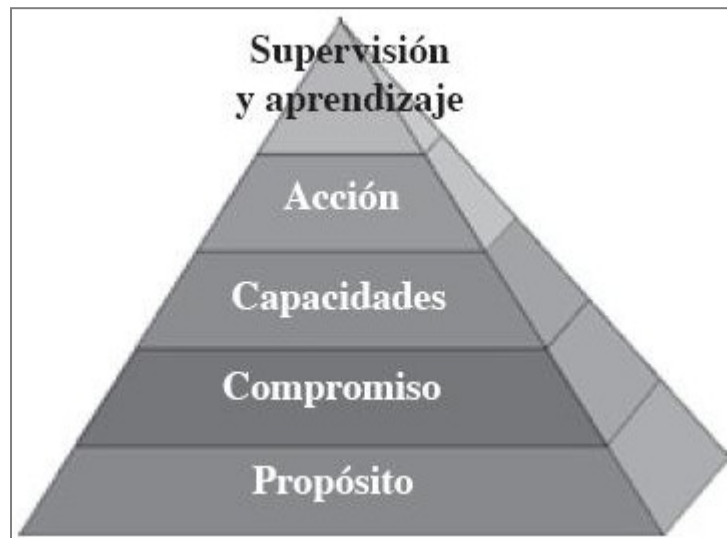 Supervisión
y aprendizaje
Acción
Capacidades
Compromiso
Propósito